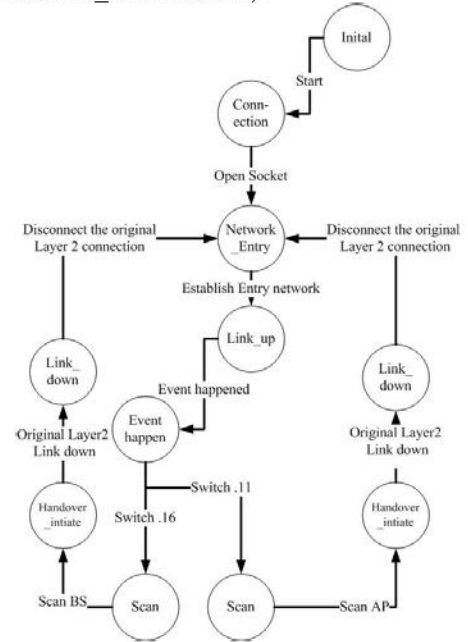 Inital
Start
Conn-
ection
Open Socket
Disconnect the original
Layer 2 connection
Network
_Entry
Disconnect the original
Layer 2 connection
Establish Entry network
Link_up
Link_
down
Event happened
Link_
down
Event
happen
Original Layer2
Link down
Original Layer2
Link down
Switch .11
Handover
_intiate
Switch .16
Handover
_intiate
Scan BS
Scan
Scan
Scan AP